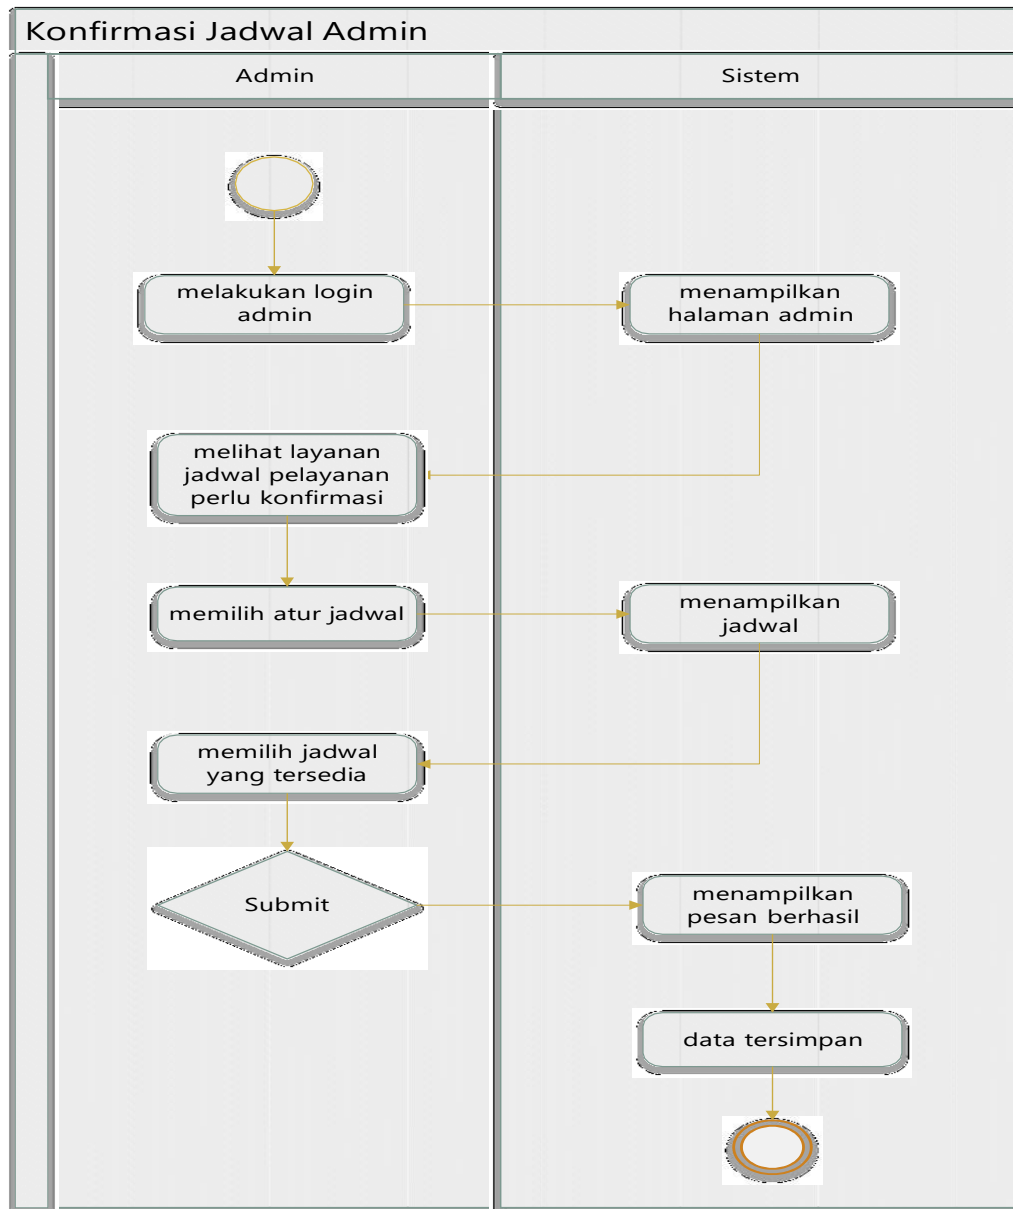 Konfirmasi Jadwal Admin
Admin
Sistem
melakukan login
admin
menampilkan
halaman admin
melihat layanan
jadwal pelayanan
perlu konfirmasi
memilih atur jadwal
menampilkan
jadwal
memilih jadwal
yang tersedia
Submit
menampilkan
pesan berhasil
data tersimpan